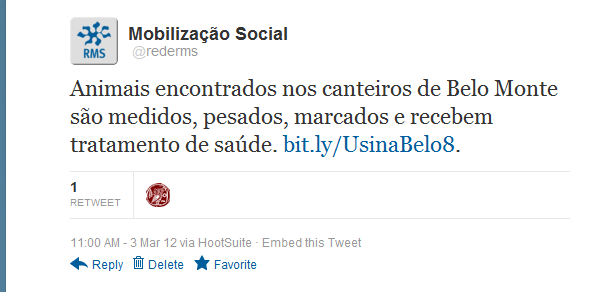 RMS
Mobilização Social
@rederms
Animais encontrados nos canteiros de Belo Monte
são medidos, pesados, marcados e recebem
tratamento de saúde. bit.ly/UsinaBelo8.
1
RETWEET
11:00 AM - 3 Mar 12 via HootSuite · Embed this Tweet
Reply Delete Favorite